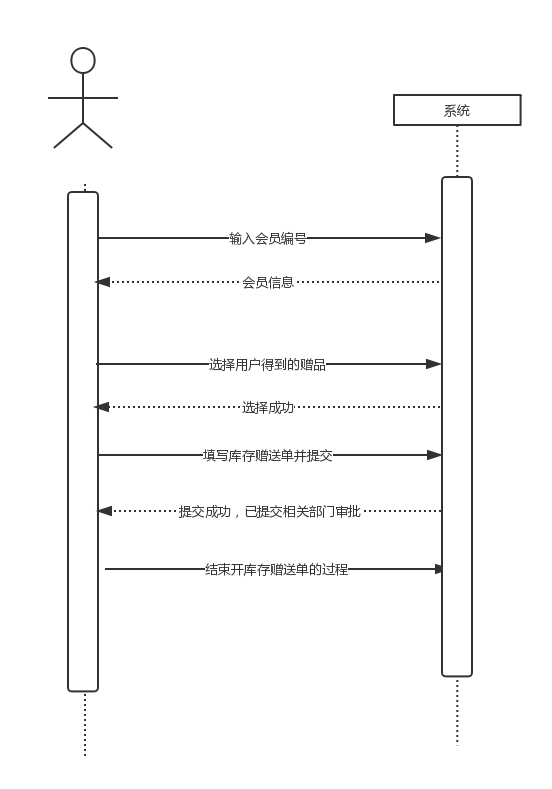 系统
输入会员编号
会员信息
选择用户得到的赠品
选择成功
填写库存赠送单并提交
提交成功，已提交相关部门审批
结束开库存赠送单的过程